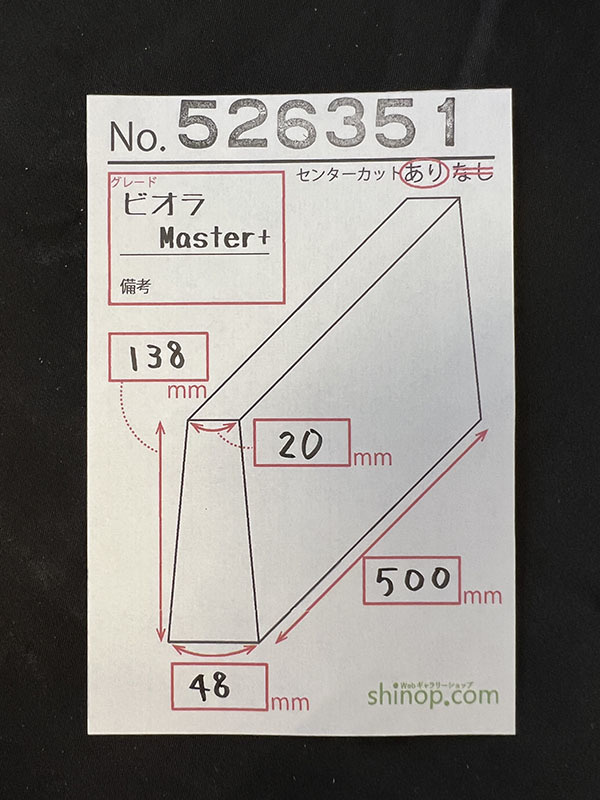 No. 526351
センターカット あり なし
グレード
ビオラ
Master+
備考
138
mm
20 mm
500 mm
48 mm
Webギャラリーショップ
shinop.com